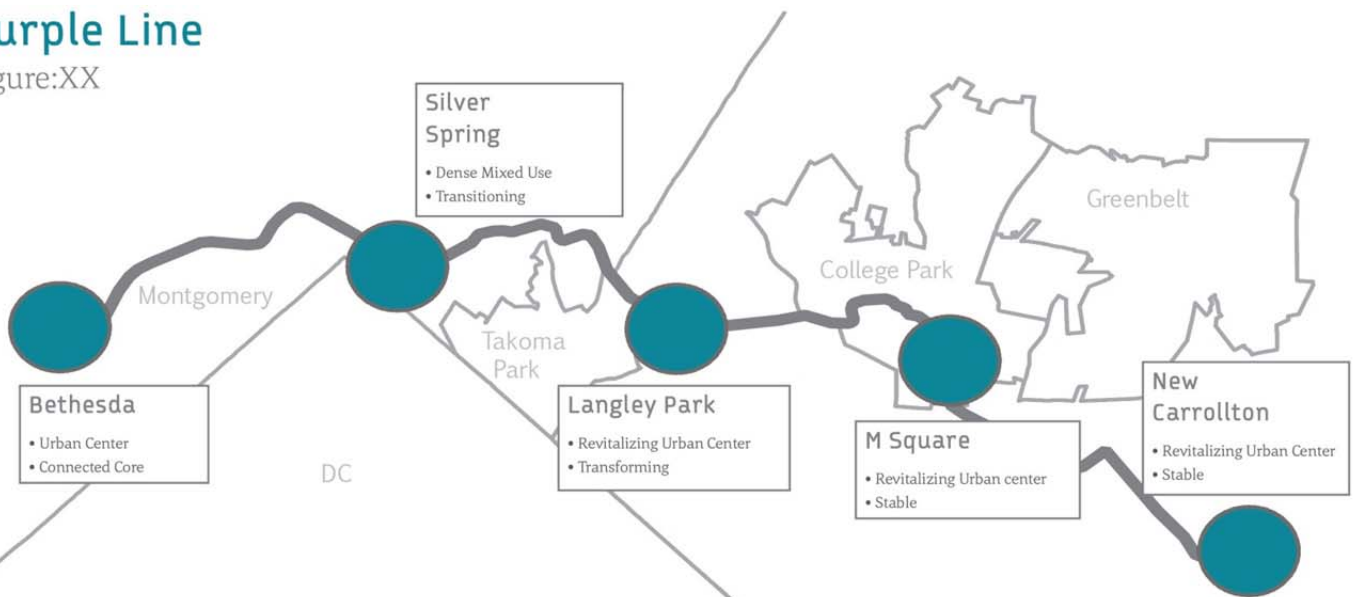 urple Line
gure:XX
Silver
Spring
• Dense Mixed Use
• Transitioning
Greenbelt
College Park
Montgomery
Takoma
Park
Bethesda
• Urban Center
• Connected Core
Langley Park
• Revitalizing Urban Center
• Transforming
New
Carrollton
• Revitalizing Urban Center
• Stable
M Square
• Revitalizing Urban center
• Stable
DC